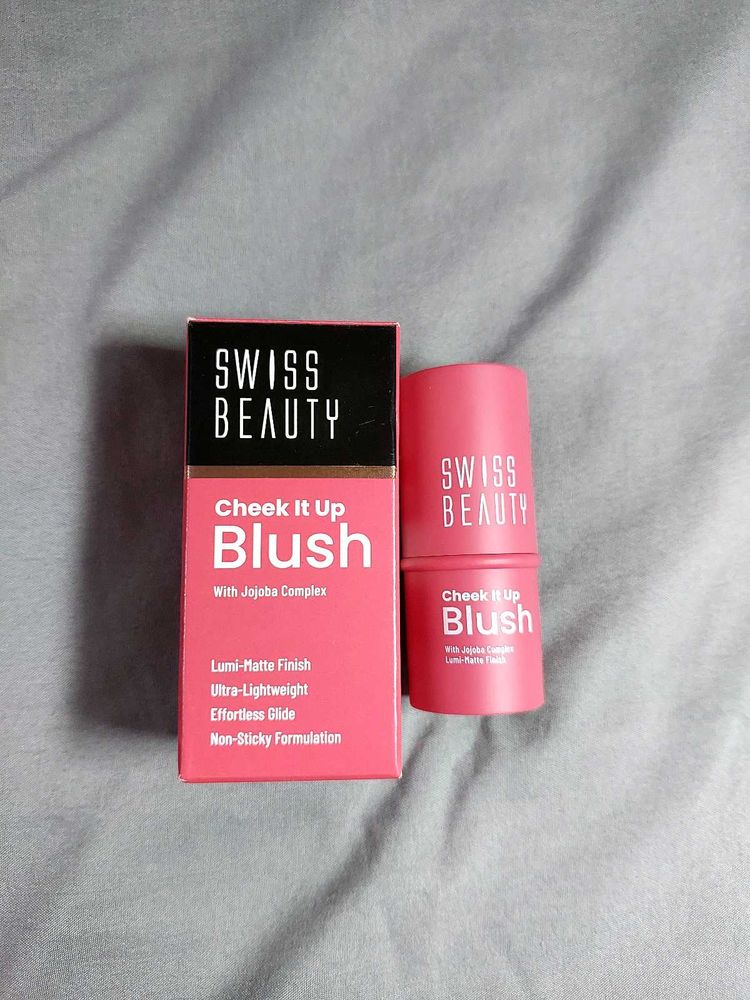 SWISS
BEAUTY
Cheek It Up
Blush
With Jojoba Complex
Lumi-Matte Finish
Ultra-Lightweight
Effortless Glide
Non-Sticky Formulation
SWISS
BEAUTY
Cheek It Up
Blush
With Jojoba Complex
Lumi-Matte Finish